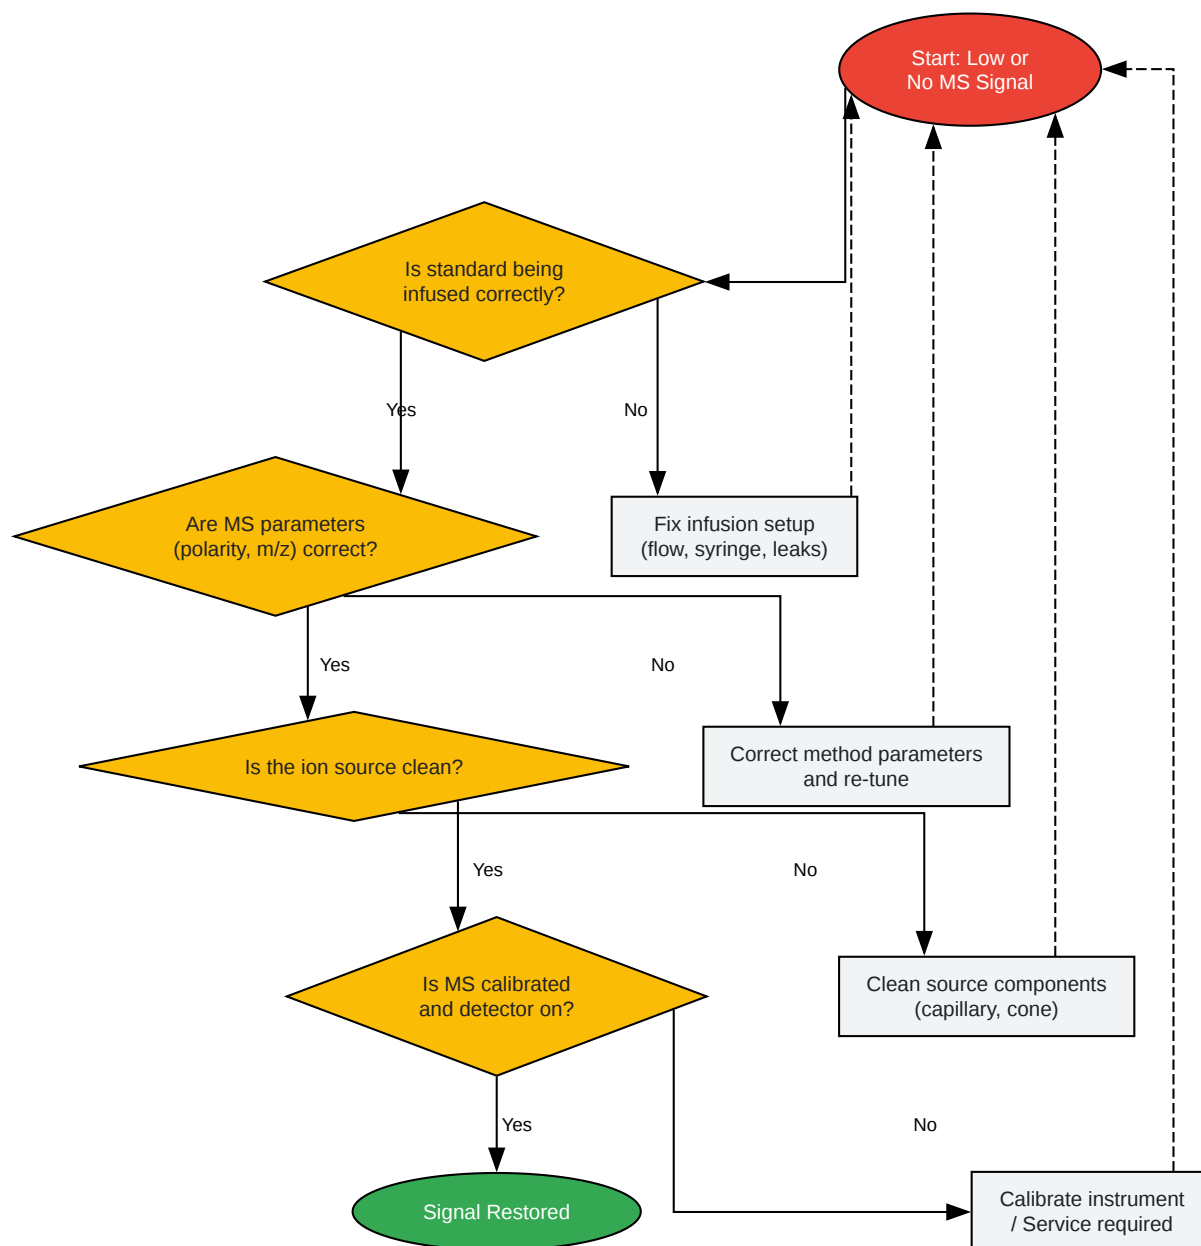 Start: Low or
No MS Signal
Is standard being
infused correctly?
Yes
No
Are MS parameters
(polarity, m/z) correct?
Fix infusion setup
(flow, syringe, leaks)
Yes
No
Is the ion source clean?
Correct method parameters
and re-tune
Yes
No
Is MS calibrated
and detector on?
Clean source components
(capillary, cone)
Yes
No
Signal Restored
Calibrate instrument
/ Service required